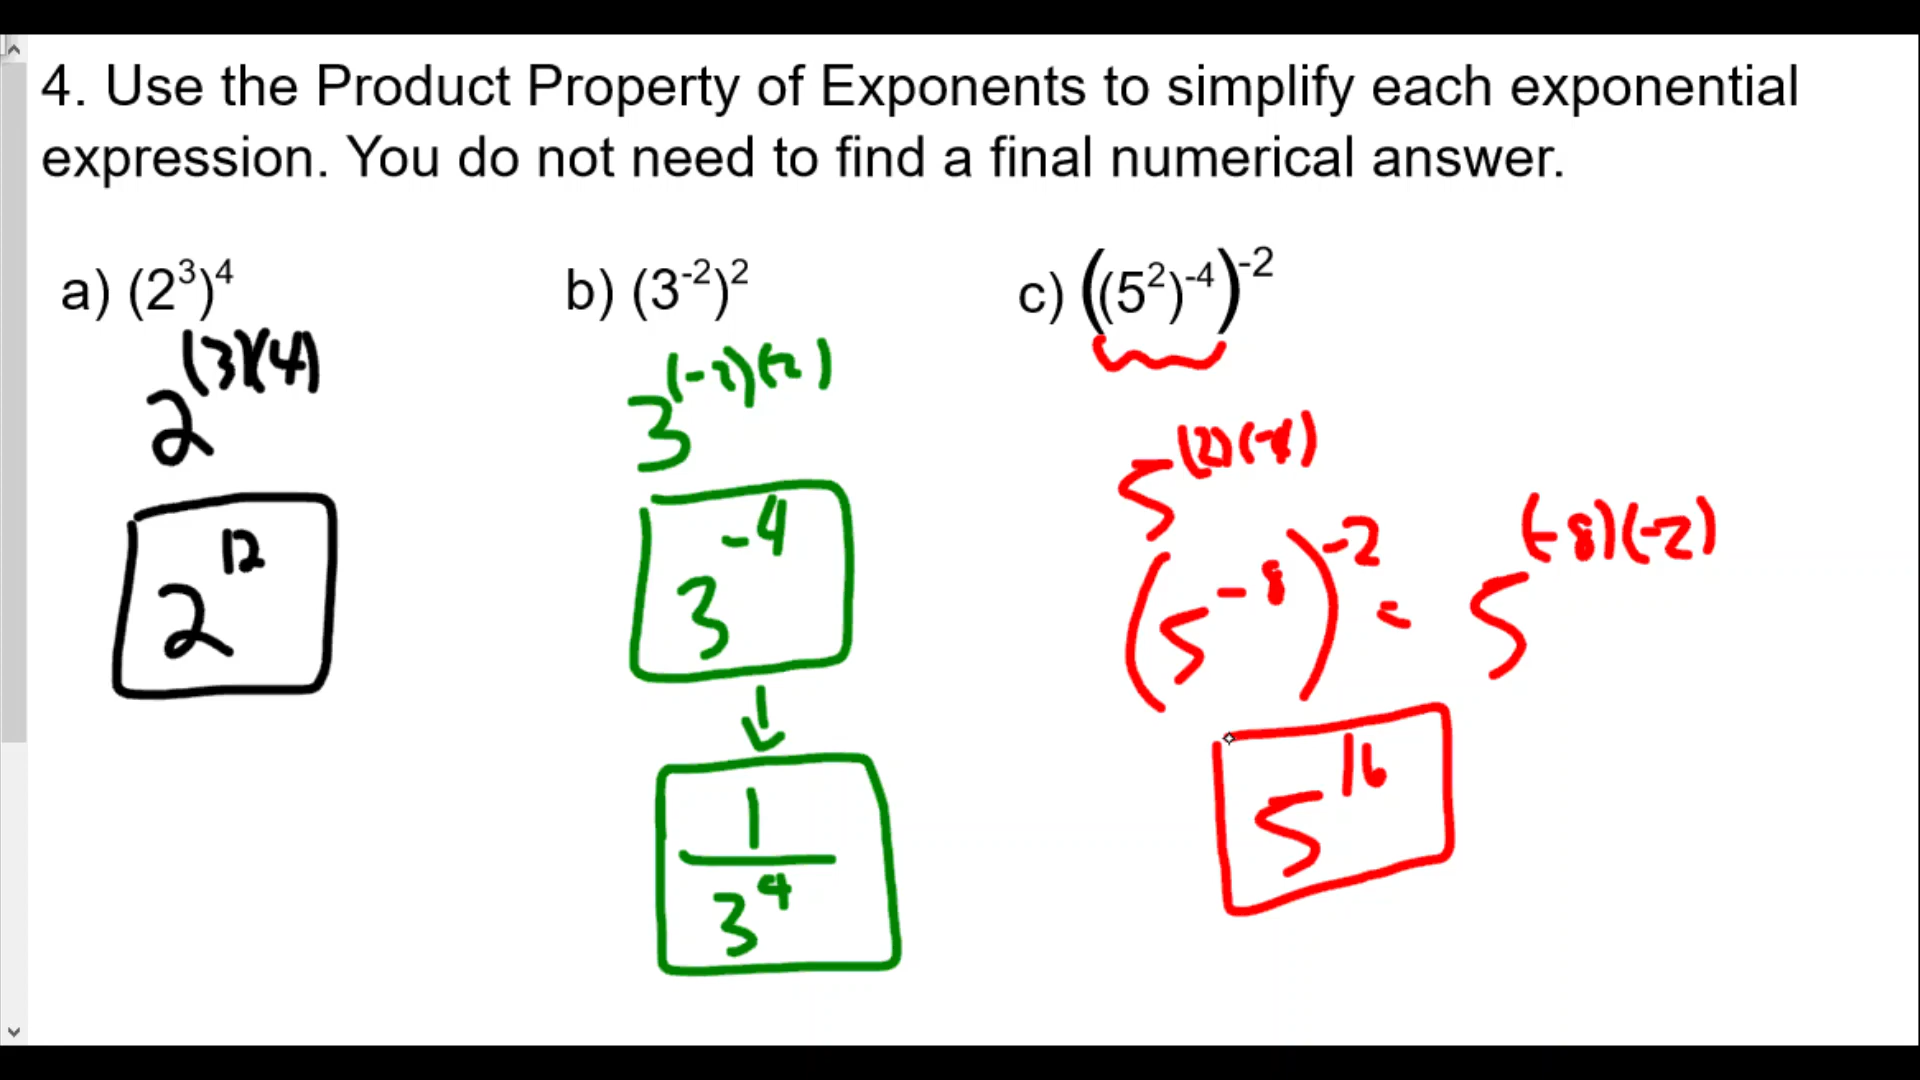 4. Use the Product Property of Exponents to simplify each exponential
expression. You do not need to find a final numerical answer.
a) (2³)⁴
b) (3⁻²)²
c) ((5²)⁻⁴)⁻²
2⁽³⁾⁽⁴⁾
2¹²
3⁽⁻²⁾⁽²⁾
3⁻⁴
↓
1/3⁴
5⁽²⁾⁽⁻⁴⁾
(5⁻⁸)⁻² = 5⁽⁻⁸⁾⁽⁻²⁾
5¹⁶